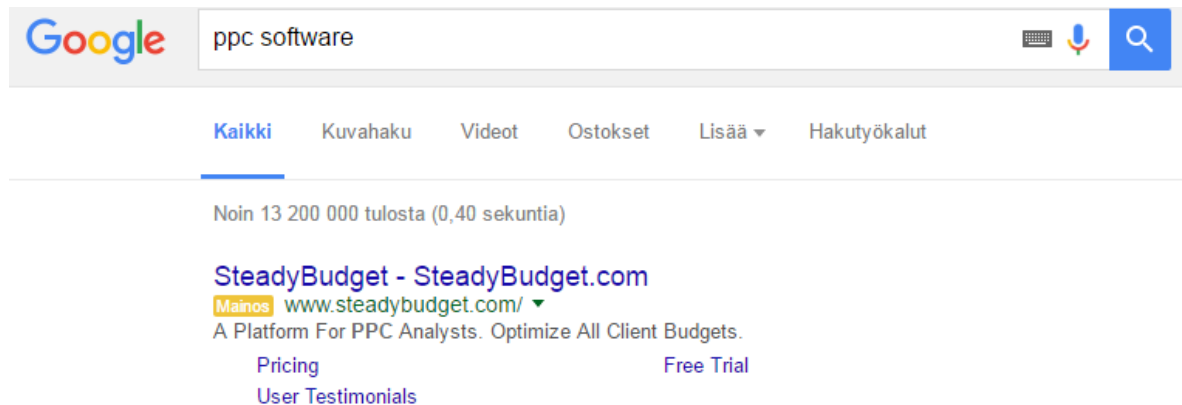 Google ppc software
Kaikki Kuvahaku Videot Ostokset Lisää Hakutyökalut
Noin 13 200 000 tulosta (0,40 sekuntia)
SteadyBudget - SteadyBudget.com
Mainos www.steadybudget.com/
A Platform For PPC Analysts. Optimize All Client Budgets.
Pricing Free Trial
User Testimonials